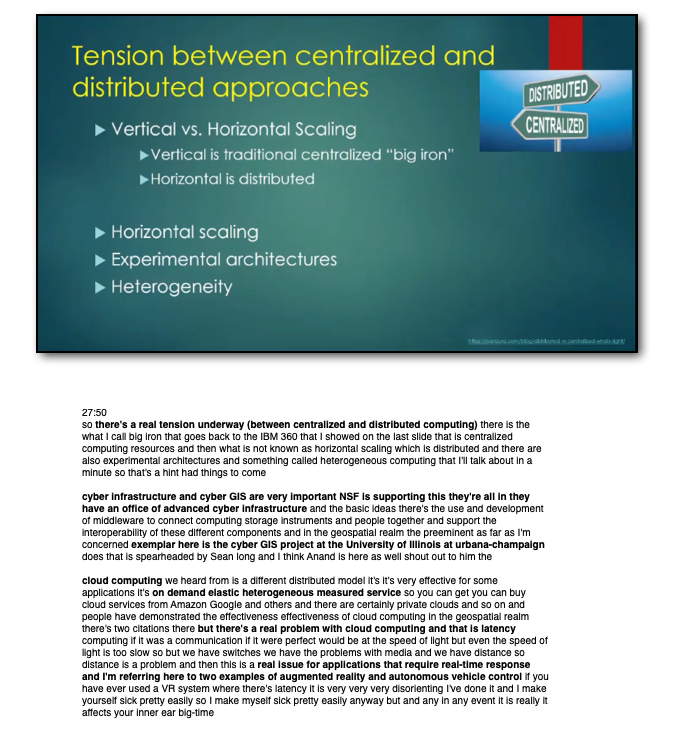 Tension between centralized and
distributed approaches
DISTRIBUTED
CENTRALIZED
Vertical vs. Horizontal Scaling
Vertical is traditional centralized “big iron”
Horizontal is distributed
Horizontal scaling
Experimental architectures
Heterogeneity
27:50
so there's a real tension underway (between centralized and distributed computing) there is the
what I call big iron that goes back to the IBM 360 that I showed on the last slide that is centralized
computing resources and then what is not known as horizontal scaling which is distributed and there are
also experimental architectures and something called heterogeneous computing that I'll talk about in a
minute so that's a hint had things to come
cyber infrastructure and cyber GIS are very important NSF is supporting this they're all in they
have an office of advanced cyber infrastructure and the basic ideas there's the use and development
of middleware to connect computing storage instruments and people together and support the
interoperability of these different components and in the geospatial realm the preeminent as far as I'm
concerned exemplar here is the cyber GIS project at the University of Illinois at urbana-champaign
does that is spearheaded by Sean long and I think Anand is here as well shout out to him the
cloud computing we heard from is a different distributed model it's it's very effective for some
applications it's on demand elastic heterogeneous measured service so you can get you can buy
cloud services from Amazon Google and others and there are certainly private clouds and so on and
people have demonstrated the effectiveness effectiveness of cloud computing in the geospatial realm
there's two citations there but there's a real problem with cloud computing and that is latency
computing if it was a communication if it were perfect would be at the speed of light but even the speed of
light is too slow so but we have switches we have the problems with media and we have distance so
distance is a problem and then this is a real issue for applications that require real-time response
and I'm referring here to two examples of augmented reality and autonomous vehicle control if you
have ever used a VR system where there's latency it is very very very disorienting I've done it and I make
yourself sick pretty easily so I make myself sick pretty easily anyway but and any in any event it is really it
affects your inner ear big-time